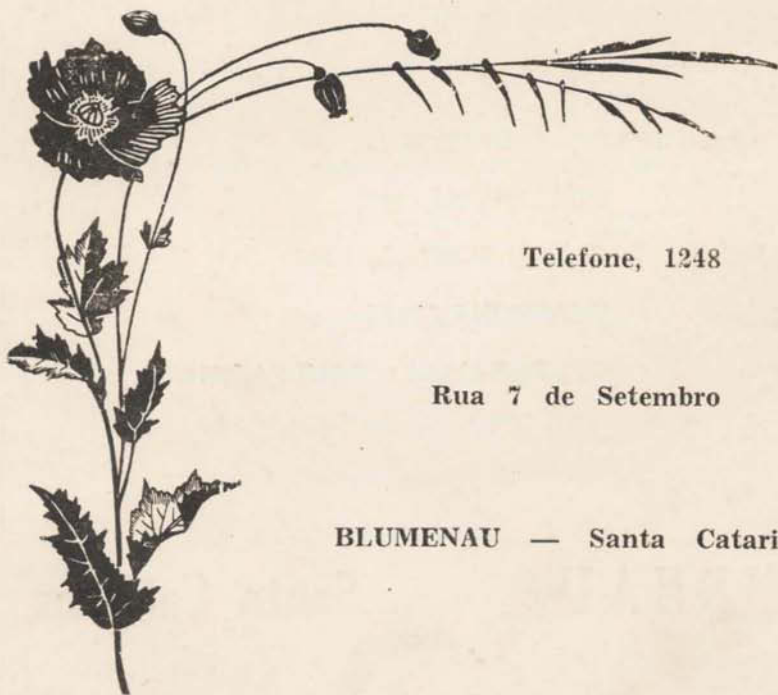 Telefone, 1248
Rua 7 de Setembro
BLUMENAU — Santa Catari